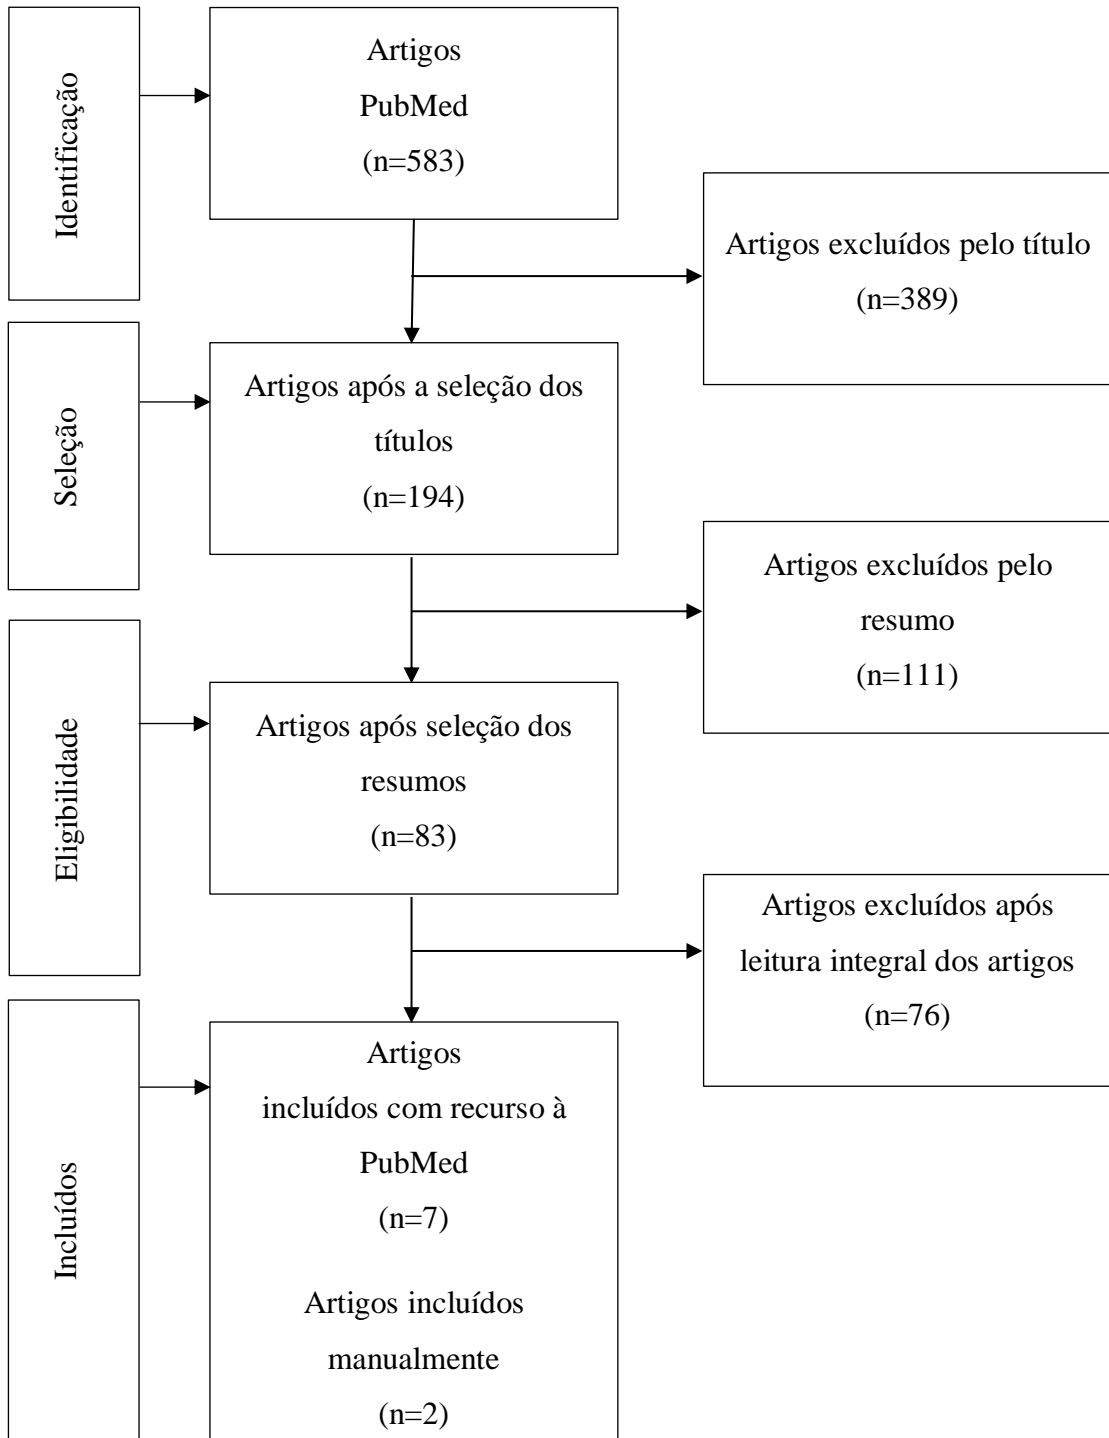 Identificação
Artigos
PubMed
(n=583)
Artigos excluídos pelo título
(n=389)
Seleção
Artigos após a seleção dos
títulos
(n=194)
Artigos excluídos pelo
resumo
(n=111)
Eligibilidade
Artigos após seleção dos
resumos
(n=83)
Artigos excluídos após
leitura integral dos artigos
(n=76)
Incluídos
Artigos
incluídos com recurso à
PubMed
(n=7)
Artigos incluídos
manualmente
(n=2)